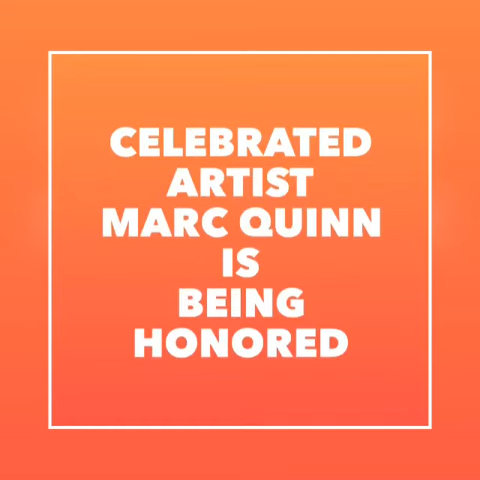 CELEBRATED
ARTIST
MARC QUINN
IS
BEING
HONORED